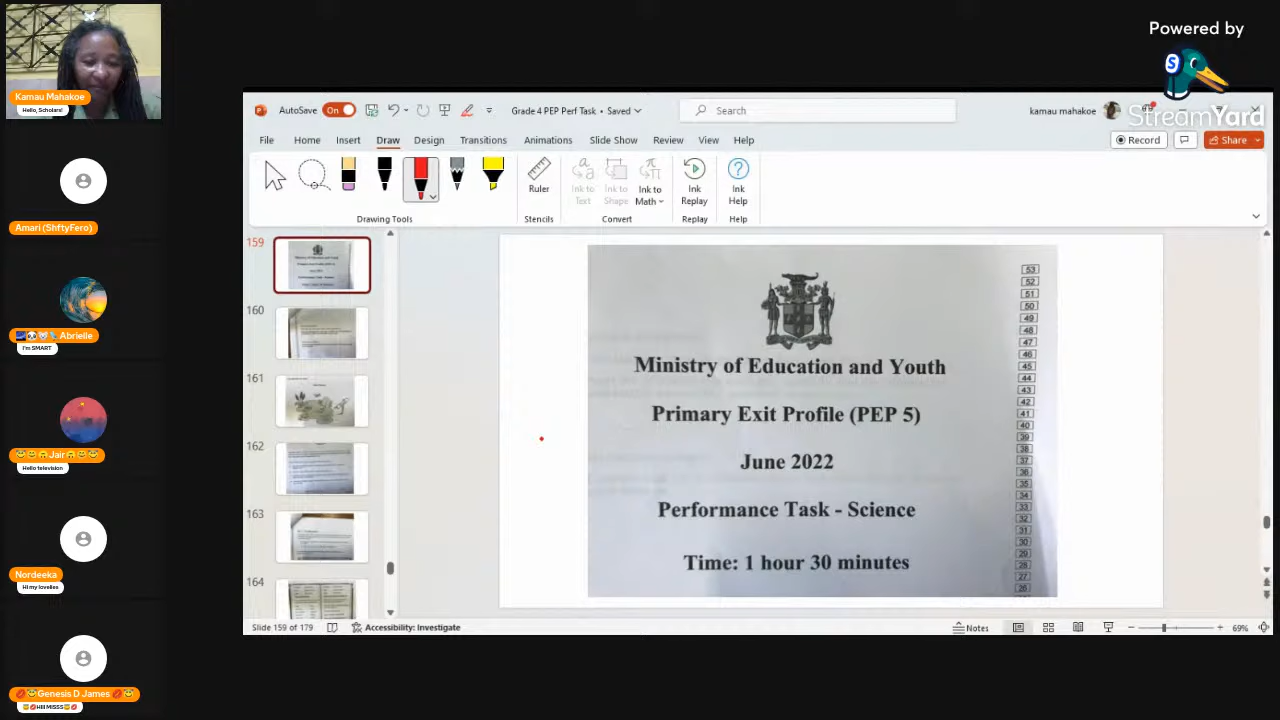 Powered by
StreamYard
Kamau Mahakoe
Hello, Scholars!
Amari (ShftyFero)
Abrielle
I'm SMART
Jair
Hello television
Nordeeka
Hi my lovelies
Genesis D James
HIII MISSS
AutoSave On Grade 4 PEP Perf Task • Saved Search kamau mahakoe
File Home Insert Draw Design Transitions Animations Slide Show Review View Help Record Share
Ruler
Ink to Text
Ink to Shape
Ink to Math
Ink Replay
Ink Help
Drawing Tools Stencils Convert Replay Help
159
160
161
162
163
164
Ministry of Education and Youth
Primary Exit Profile (PEP 5)
June 2022
Performance Task - Science
Time: 1 hour 30 minutes
53
52
51
50
49
48
47
46
45
44
43
42
41
40
39
38
37
36
35
34
33
32
31
30
29
28
27
26
Slide 159 of 179 Accessibility: Investigate Notes 69%